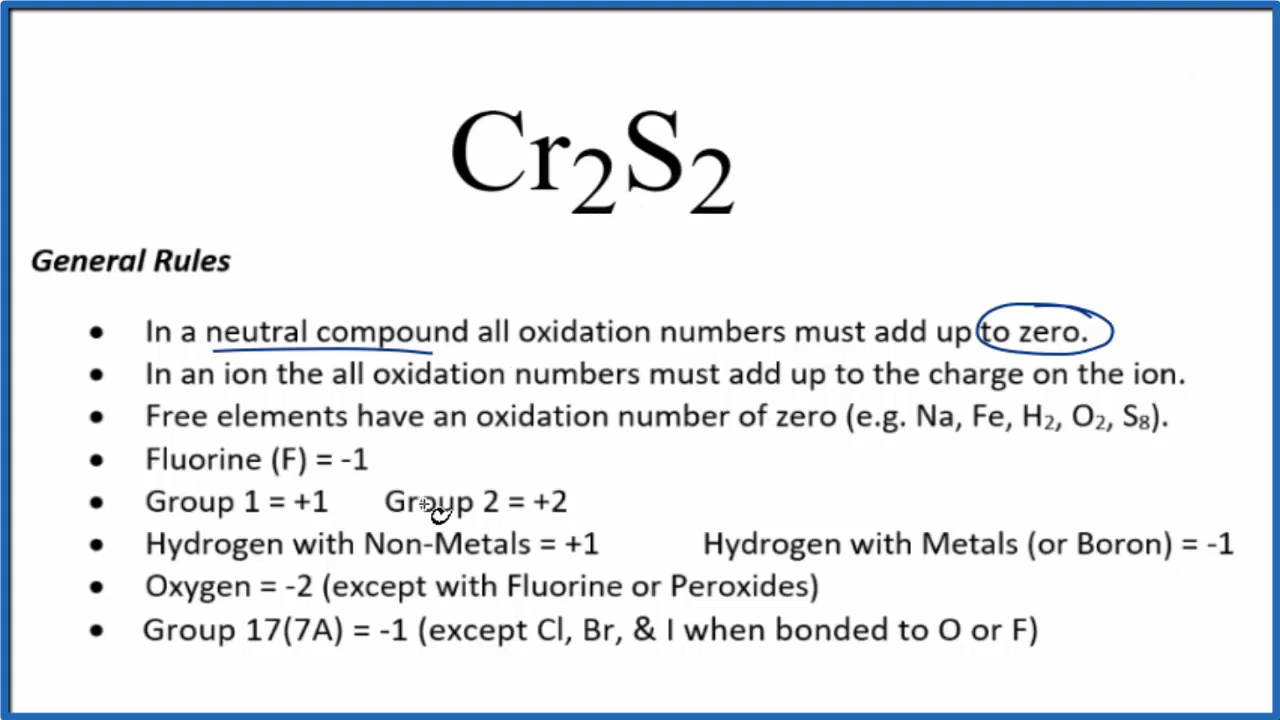 Cr₂S₂
General Rules
• In a neutral compound all oxidation numbers must add up to zero.
• In an ion the all oxidation numbers must add up to the charge on the ion.
• Free elements have an oxidation number of zero (e.g. Na, Fe, H₂, O₂, S₈).
• Fluorine (F) = -1
• Group 1 = +1 Group 2 = +2
• Hydrogen with Non-Metals = +1 Hydrogen with Metals (or Boron) = -1
• Oxygen = -2 (except with Fluorine or Peroxides)
• Group 17(7A) = -1 (except Cl, Br, & I when bonded to O or F)